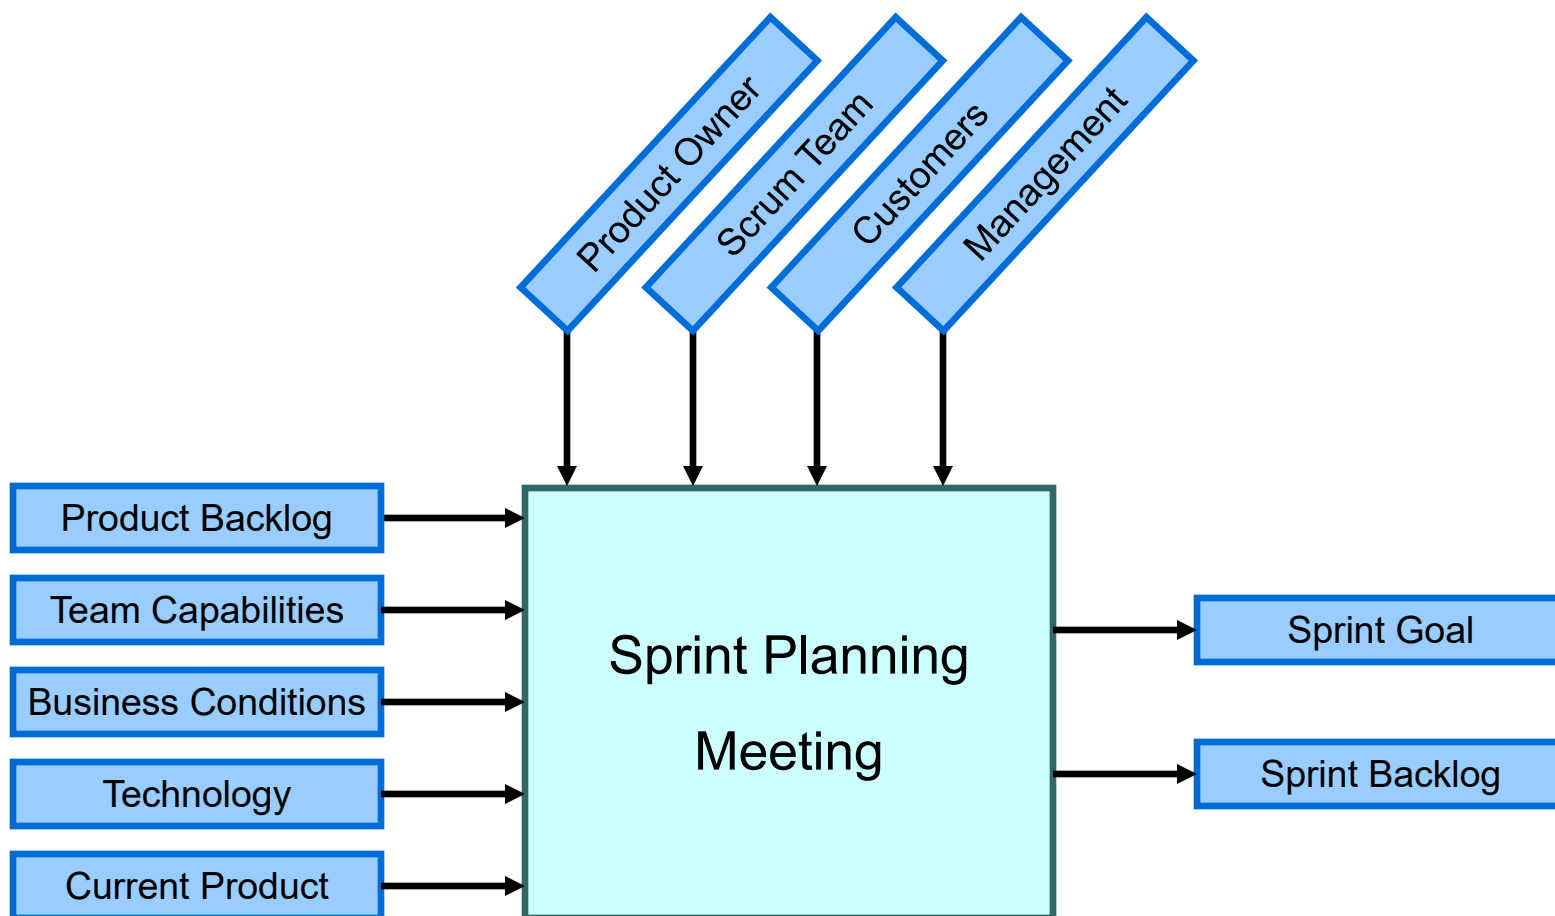 Product Owner
Scrum Team
Customers
Management
Product Backlog
Team Capabilities
Business Conditions
Technology
Current Product
Sprint Planning
Meeting
Sprint Goal
Sprint Backlog